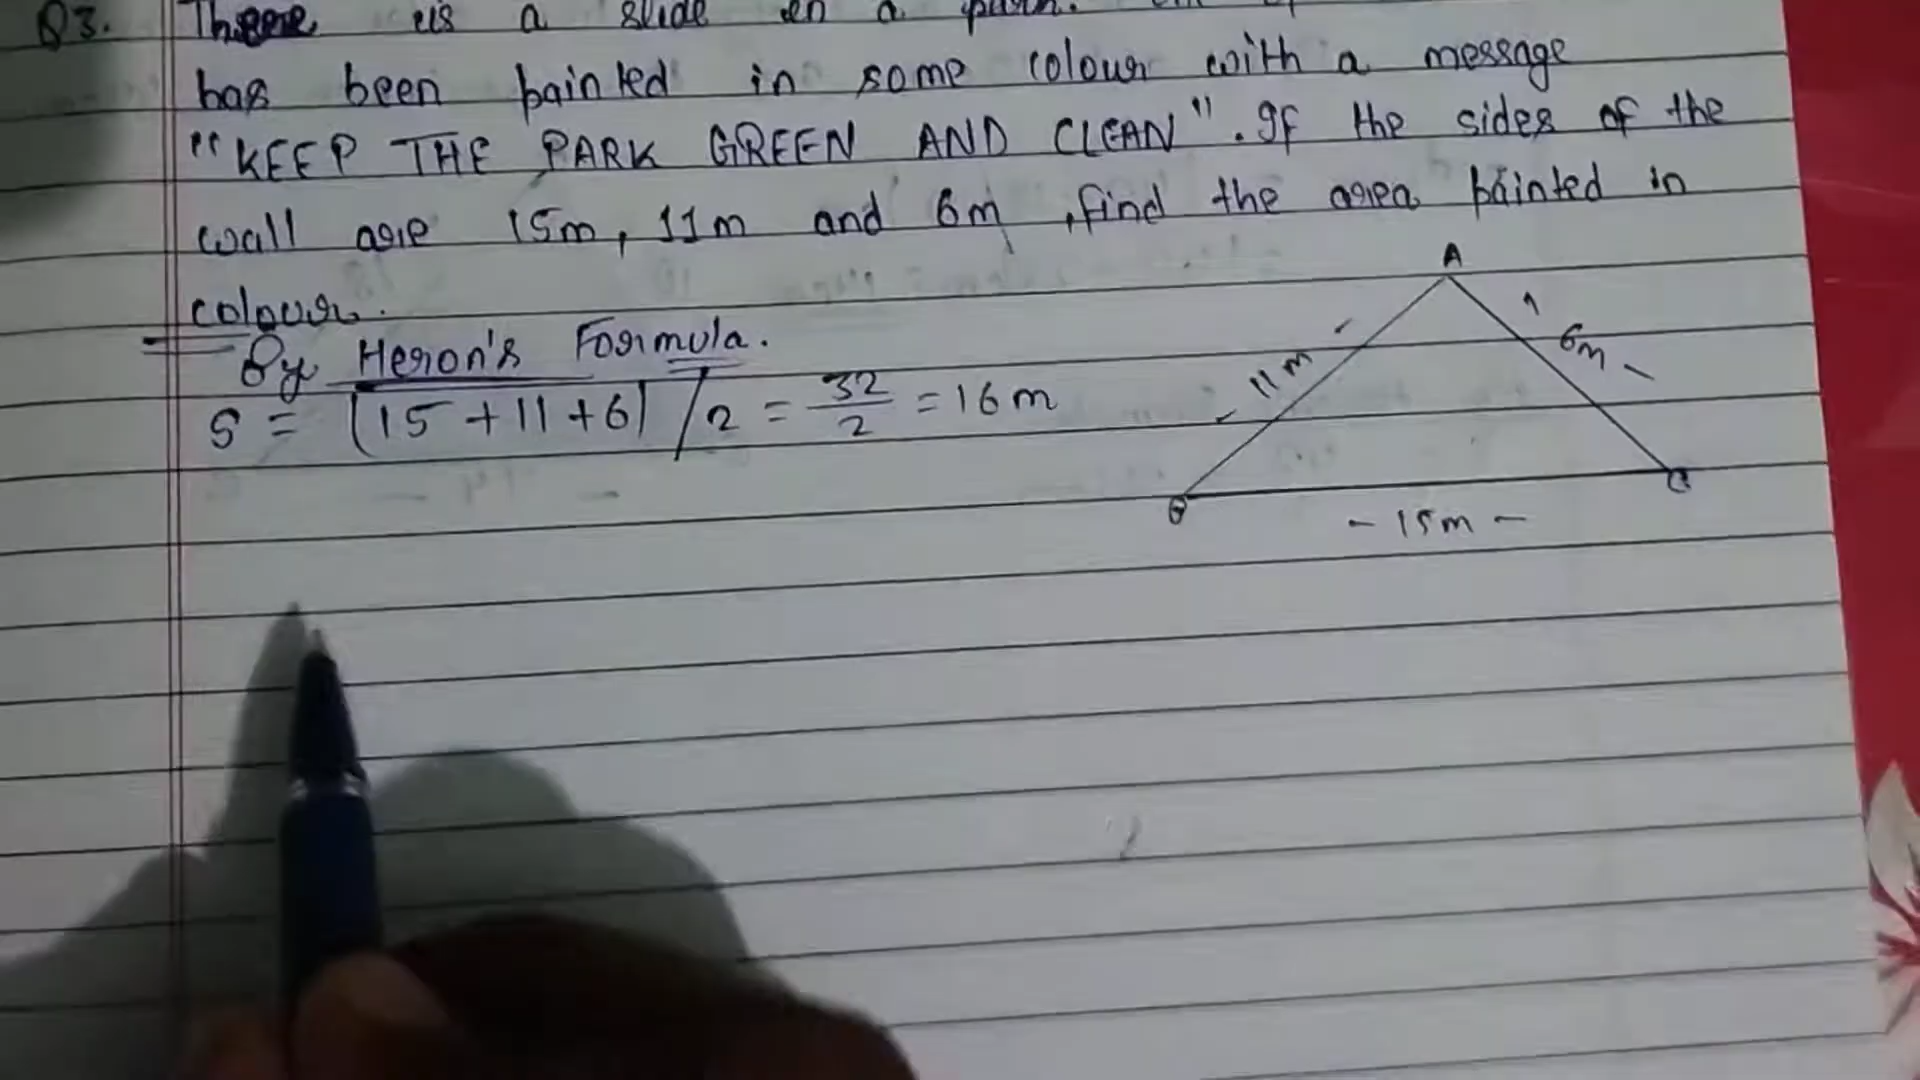 Q3. There is a slide in a park.
has been painted in some colour with a message
"KEEP THE PARK GREEN AND CLEAN". If the sides of the
wall are 15m, 11m and 6m, find the area painted in
colour.
By Heron's Formula.
S = (15 + 11 + 6) / 2 = 32/2 = 16 m
A
11 m
6m
B
C
- 15m -